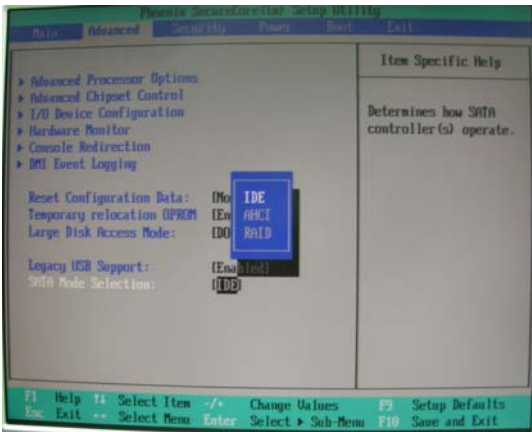 Phoenix SecureCore(tm) Setup Utility
Main Advanced Security Power Boot Exit
Item Specific Help
▸ Advanced Processor Options
▸ Advanced Chipset Control
▸ I/O Device Configuration
▸ Hardware Monitor
▸ Console Redirection
▸ DMI Event Logging
Determines how SATA
controller(s) operate.
Reset Configuration Data: [No
Temporary relocation OPROM [En
Large Disk Access Mode: [DO
IDE
AHCI
RAID
Legacy USB Support: [Enabled]
SATA Mode Selection: [IDE]
F1 Help ↑↓ Select Item -/+ Change Values F9 Setup Defaults
Esc Exit ↔ Select Menu Enter Select ▸ Sub-Menu F10 Save and Exit